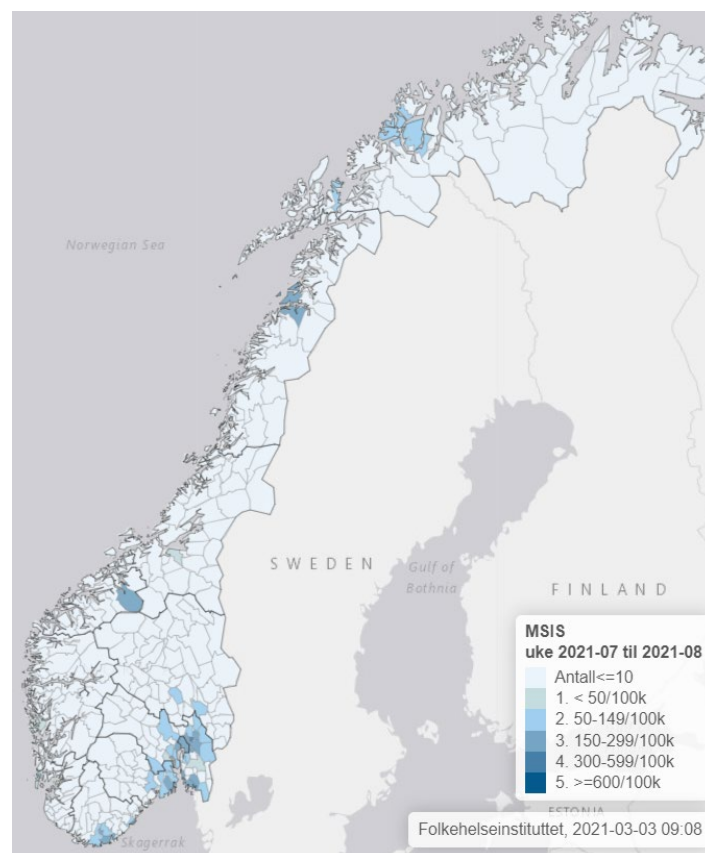 Norwegian Sea
SWEDEN
Gulf of
Bothnia
FINLAND
MSIS
uke 2021-07 til 2021-08
Antall<=10
1. < 50/100k
2. 50-149/100k
3. 150-299/100k
4. 300-599/100k
5. >=600/100k
ESTONIA
Skagerrak
Folkehelseinstituttet, 2021-03-03 09:08